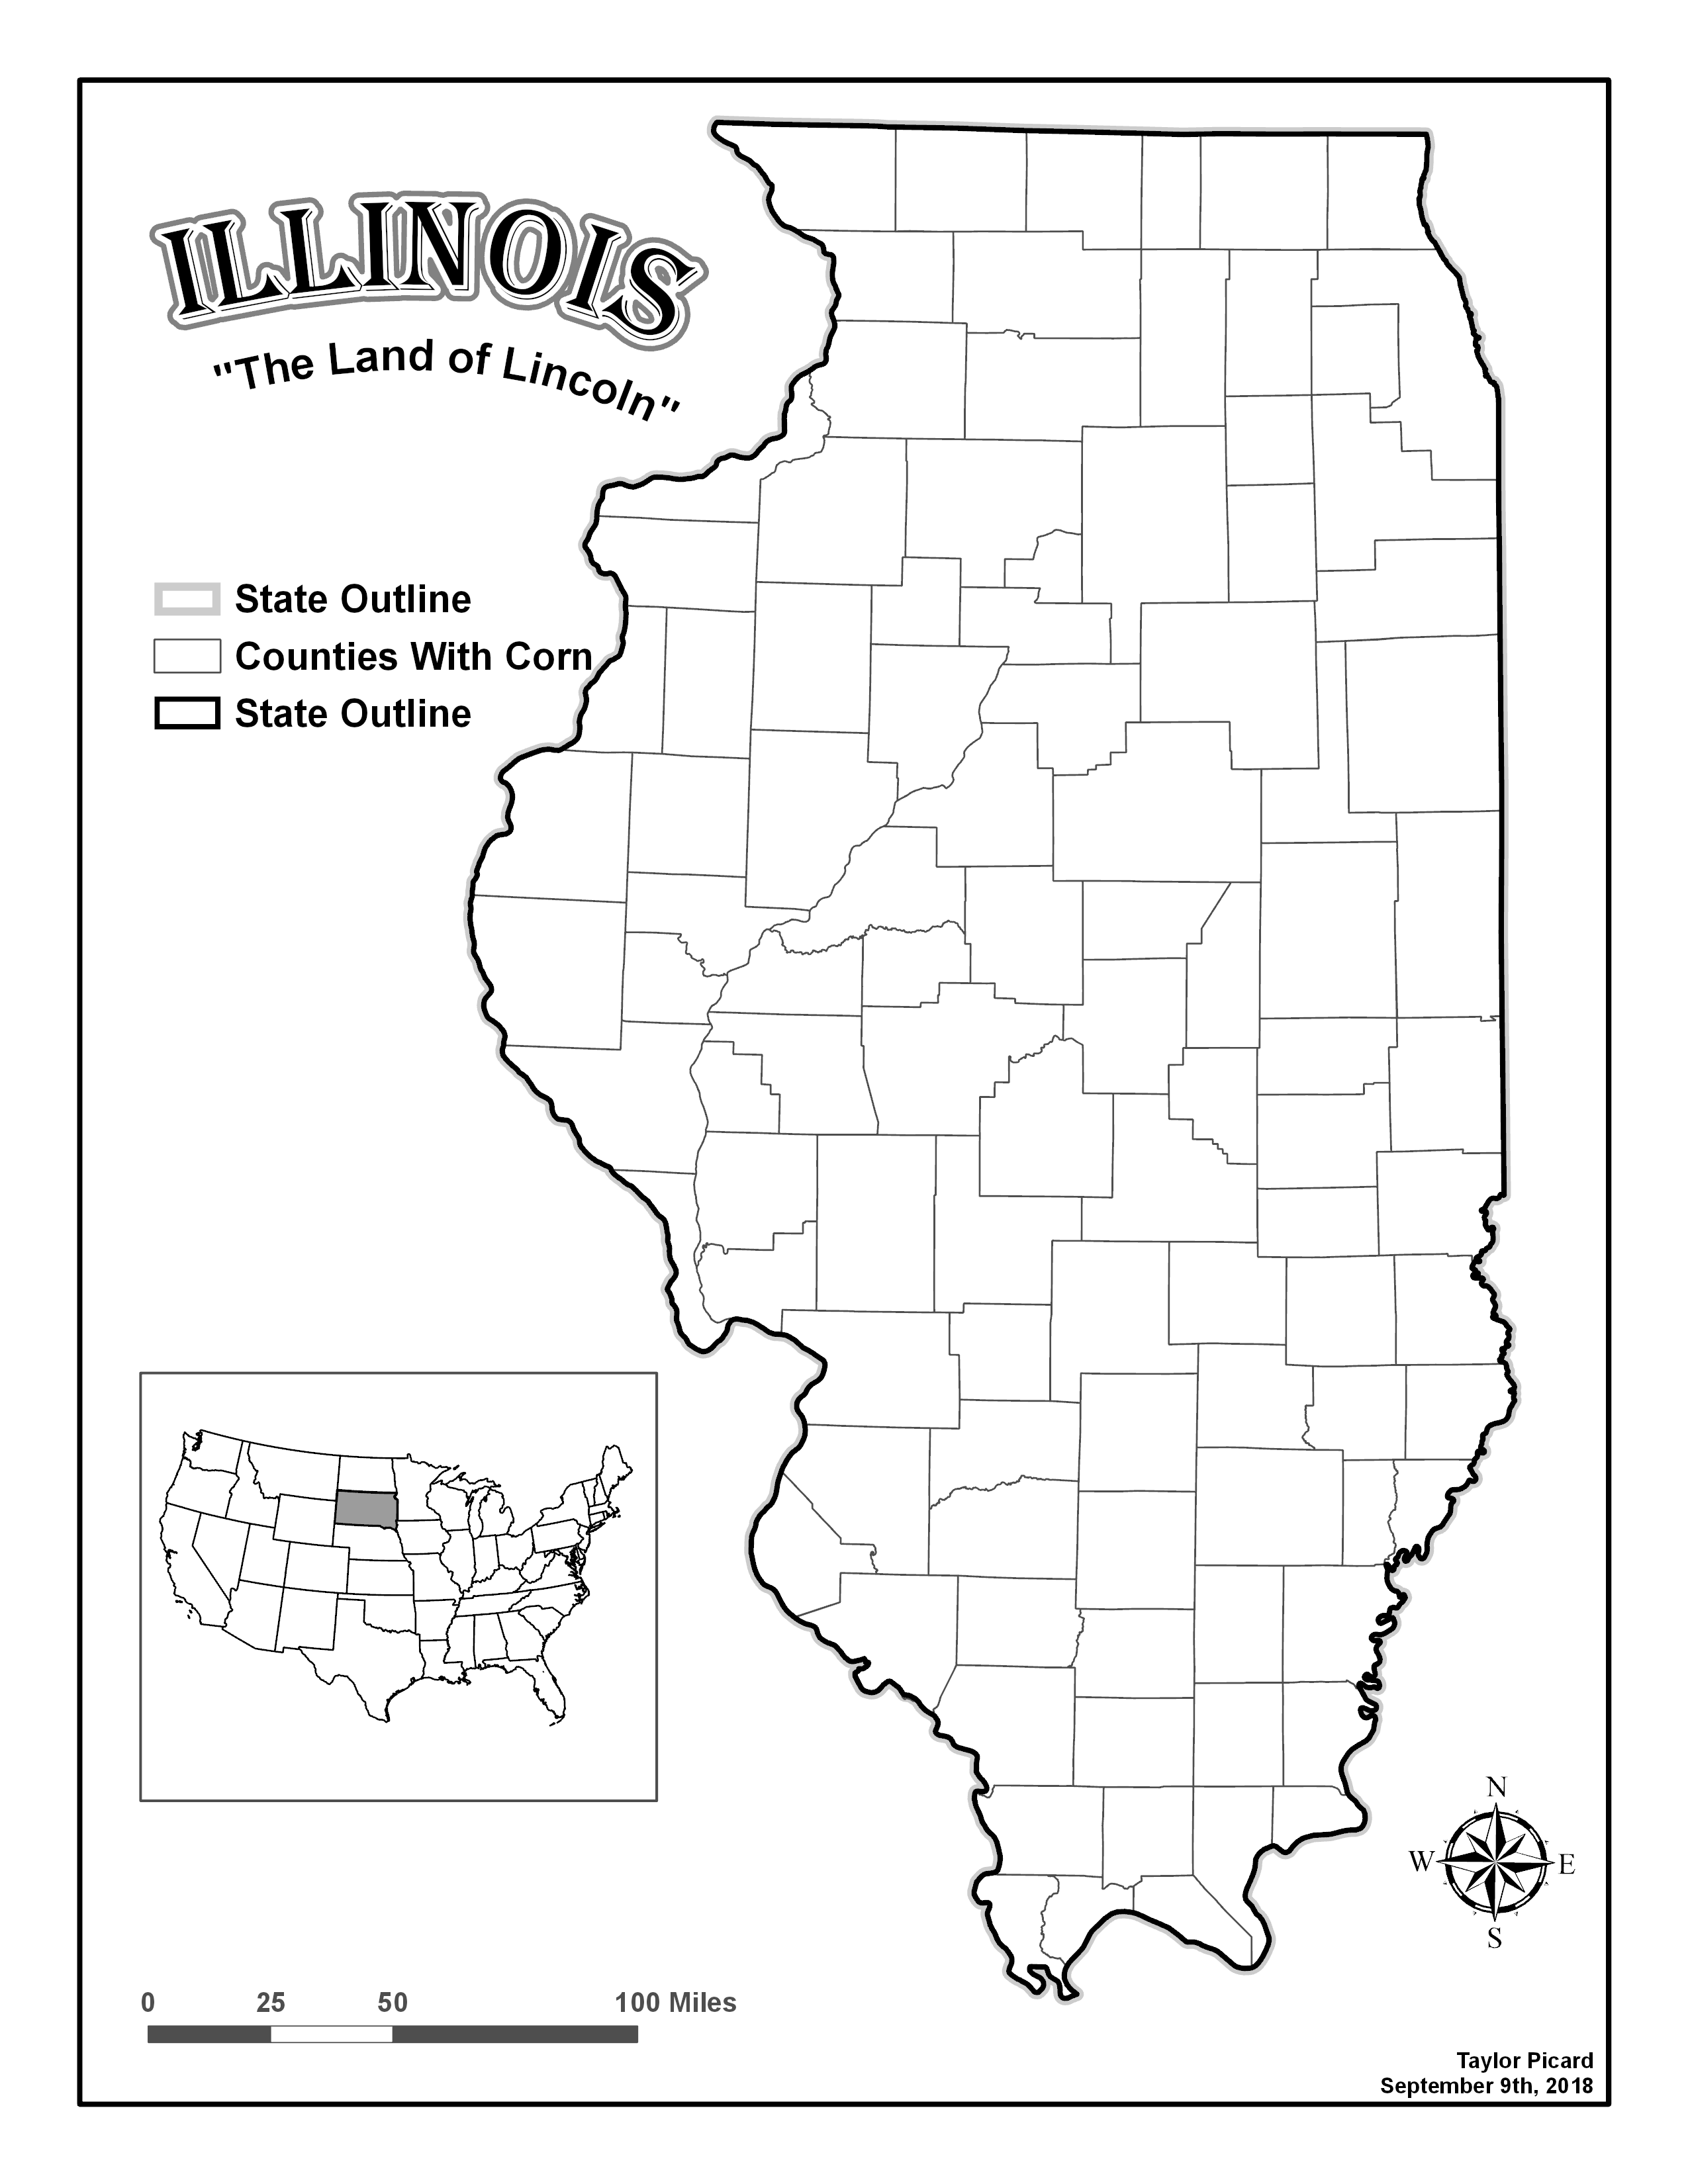 ILLINOIS
"The Land of Lincoln"
State Outline
Counties With Corn
State Outline
N
W E
S
0 25 50 100 Miles
Taylor Picard
September 9th, 2018